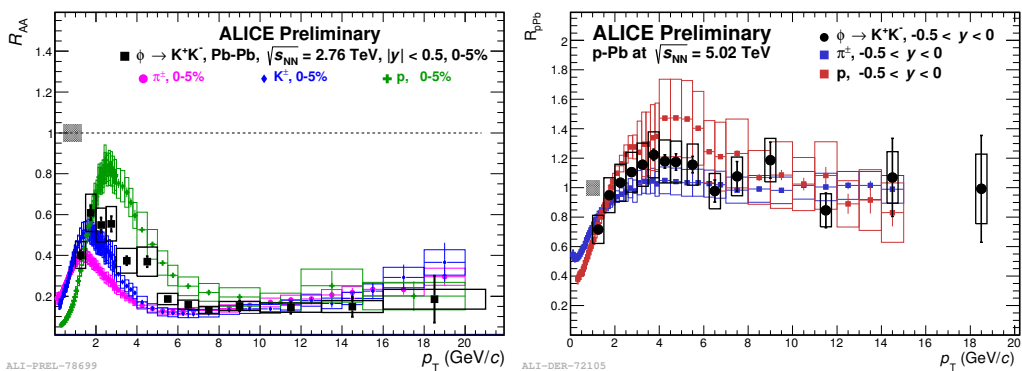 R_AA
ALICE Preliminary
ϕ → K⁺K⁻, Pb-Pb, √s_NN = 2.76 TeV, |y| < 0.5, 0-5%
π±, 0-5% K±, 0-5% p, 0-5%
1.4
1.2
1
0.8
0.6
0.4
0.2
0 2 4 6 8 10 12 14 16 18 20
p_T (GeV/c)
ALI-PREL-78699
R_pPb
ALICE Preliminary
p-Pb at √s_NN = 5.02 TeV
ϕ → K⁺K⁻, -0.5 < y < 0
π±, -0.5 < y < 0
p, -0.5 < y < 0
2
1.8
1.6
1.4
1.2
1
0.8
0.6
0.4
0.2
0
0 2 4 6 8 10 12 14 16 18 20
p_T (GeV/c)
ALI-DER-72105